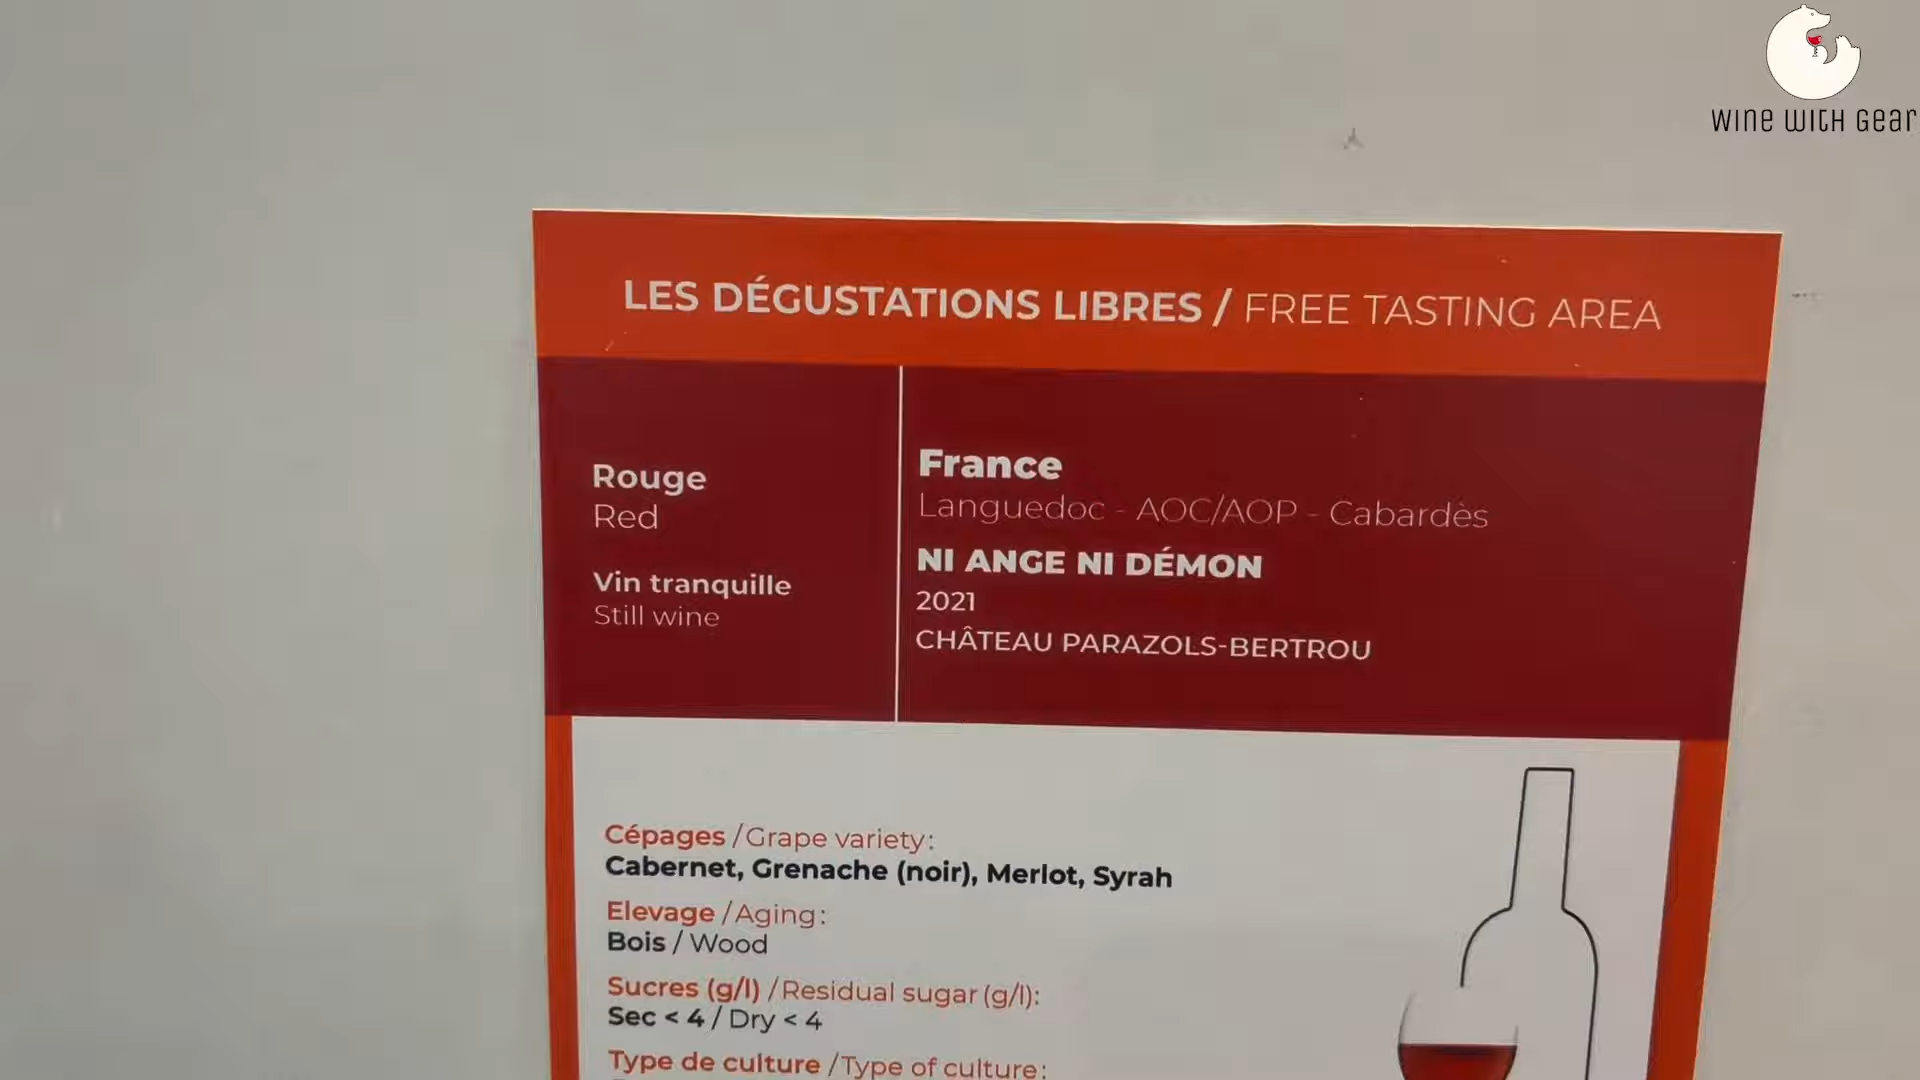 WINE WITH GEAR
LES DÉGUSTATIONS LIBRES / FREE TASTING AREA
Rouge
Red
Vin tranquille
Still wine
France
Languedoc - AOC/AOP - Cabardès
NI ANGE NI DÉMON
2021
CHÂTEAU PARAZOLS-BERTROU
Cépages / Grape variety:
Cabernet, Grenache (noir), Merlot, Syrah
Elevage / Aging:
Bois / Wood
Sucres (g/l) / Residual sugar (g/l):
Sec < 4 / Dry < 4
Type de culture / Type of culture: